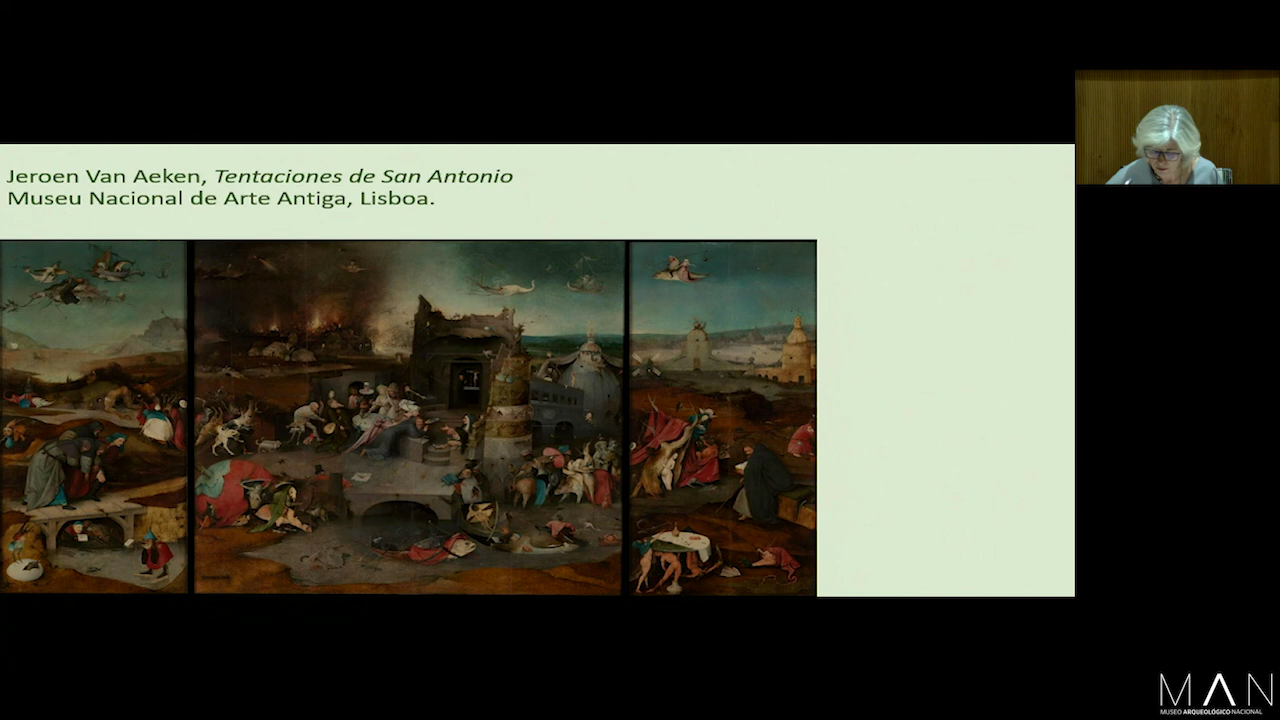 Jeroen Van Aeken, Tentaciones de San Antonio
Museu Nacional de Arte Antiga, Lisboa.
MAN
MUSEO ARQUEOLÓGICO NACIONAL